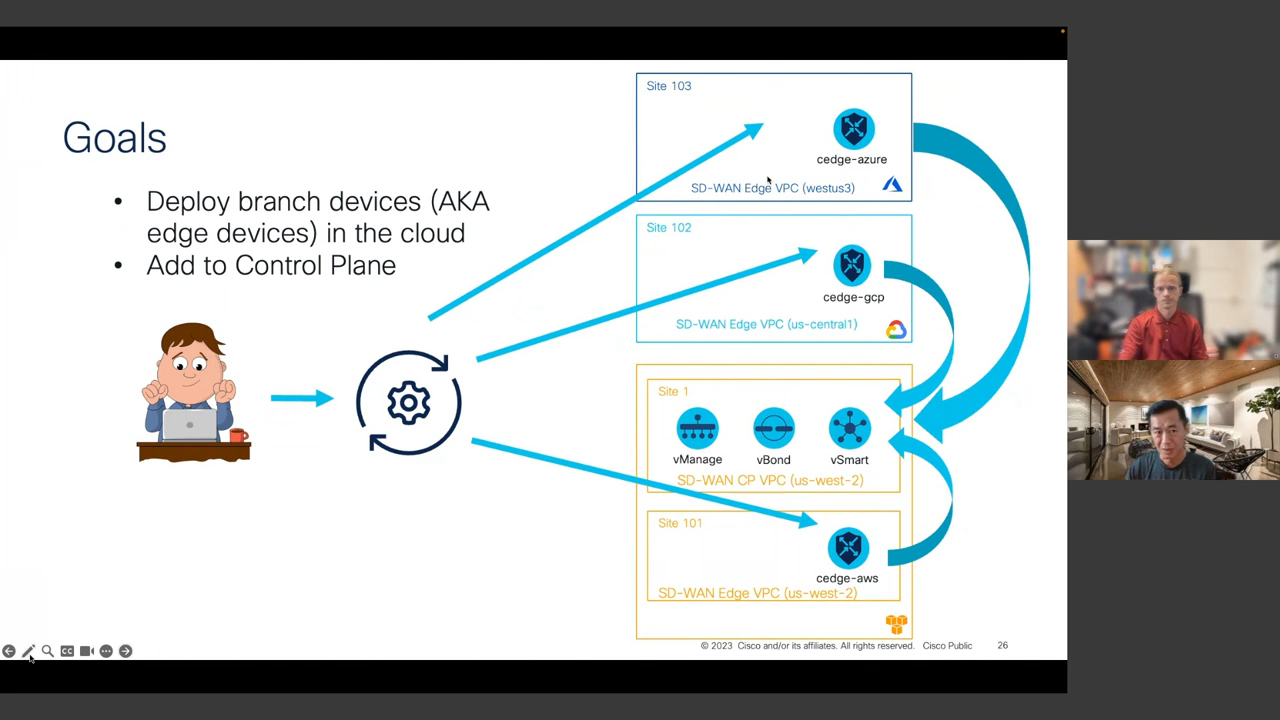 Goals
• Deploy branch devices (AKA
edge devices) in the cloud
• Add to Control Plane
Site 103
cedge-azure
SD-WAN Edge VPC (westus3)
Site 102
cedge-gcp
SD-WAN Edge VPC (us-central1)
Site 1
vManage vBond vSmart
SD-WAN CP VPC (us-west-2)
Site 101
cedge-aws
SD-WAN Edge VPC (us-west-2)
© 2023 Cisco and/or its affiliates. All rights reserved. Cisco Public 26
CC